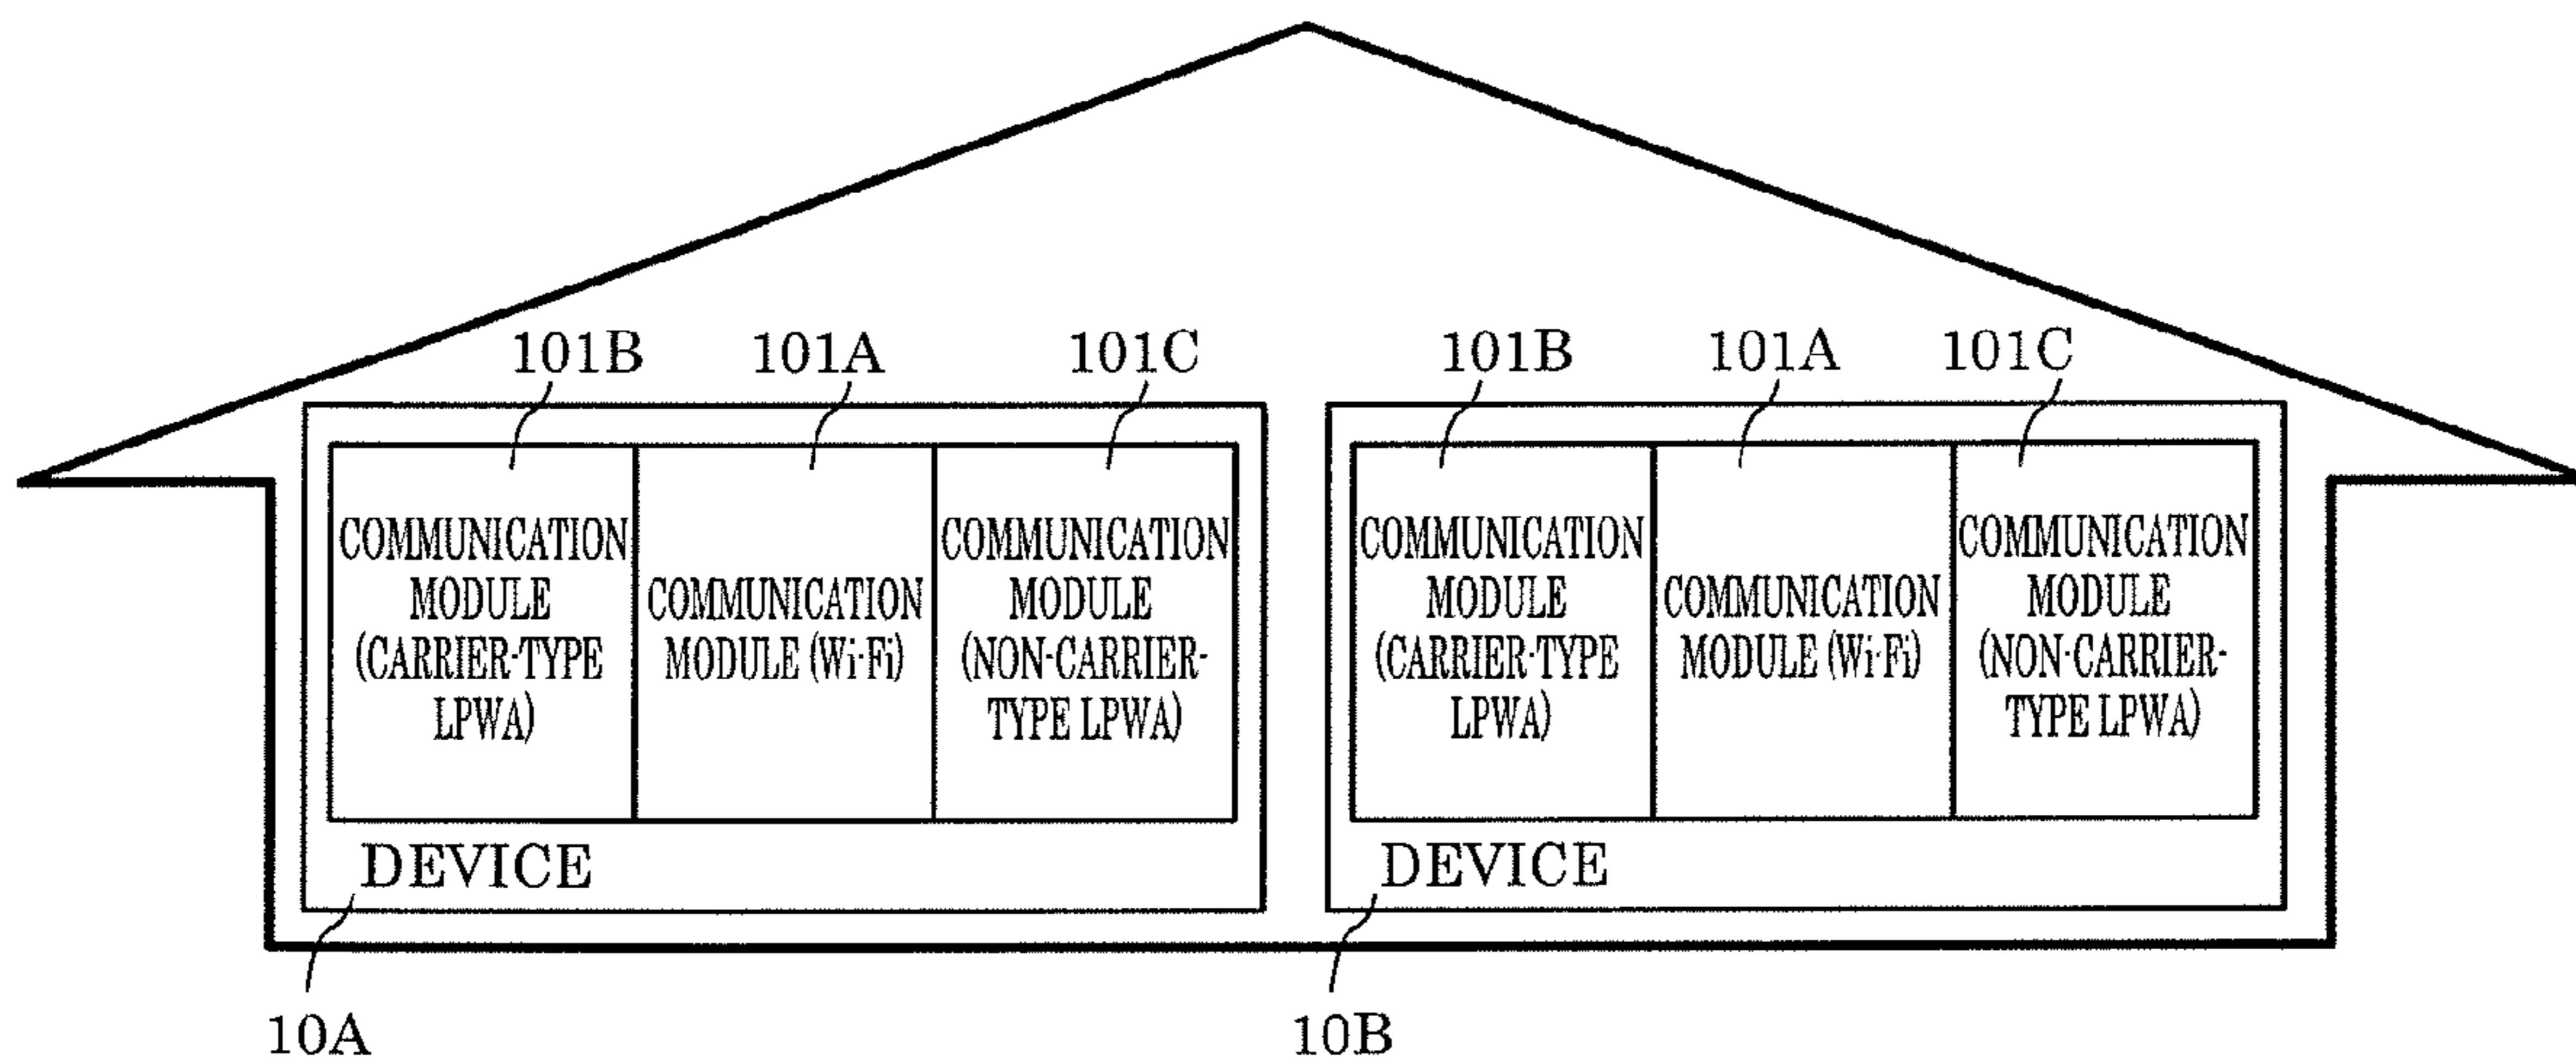 101B 101A 101C 101B 101A 101C
COMMUNICATION
MODULE
(CARRIER-TYPE
LPWA)
COMMUNICATION
MODULE (Wi-Fi)
COMMUNICATION
MODULE
(NON-CARRIER-
TYPE LPWA)
DEVICE
10A
COMMUNICATION
MODULE
(CARRIER-TYPE
LPWA)
COMMUNICATION
MODULE (Wi-Fi)
COMMUNICATION
MODULE
(NON-CARRIER-
TYPE LPWA)
DEVICE
10B